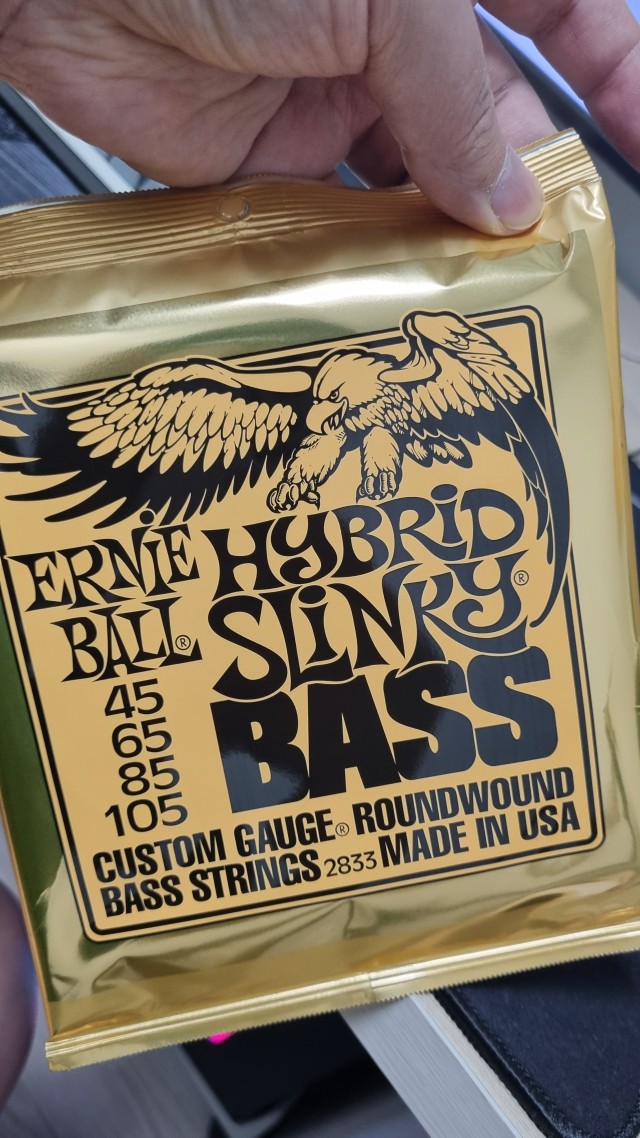 ERNiE
BALL®
HYBRiD
SLiNKY®
BASS
45
65
85
105
CUSTOM GAUGE® ROUNDWOUND
BASS STRINGS 2833 MADE IN USA